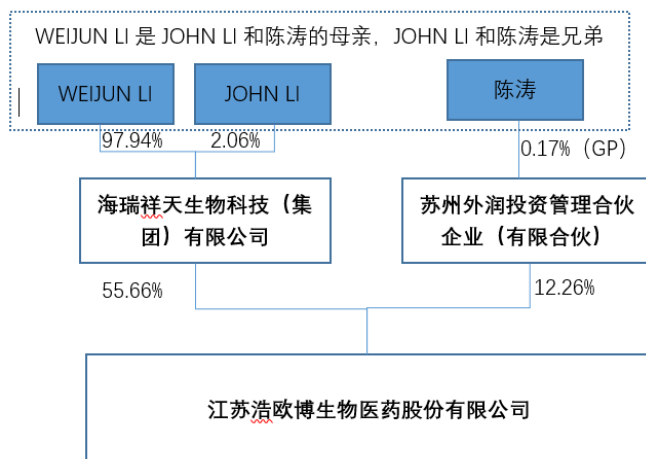 WEIJUN LI 是 JOHN LI 和陈涛的母亲，JOHN LI 和陈涛是兄弟
WEIJUN LI
JOHN LI
陈涛
97.94%
2.06%
0.17%（GP）
海瑞祥天生物科技（集
团）有限公司
苏州外润投资管理合伙
企业（有限合伙）
55.66%
12.26%
江苏浩欧博生物医药股份有限公司